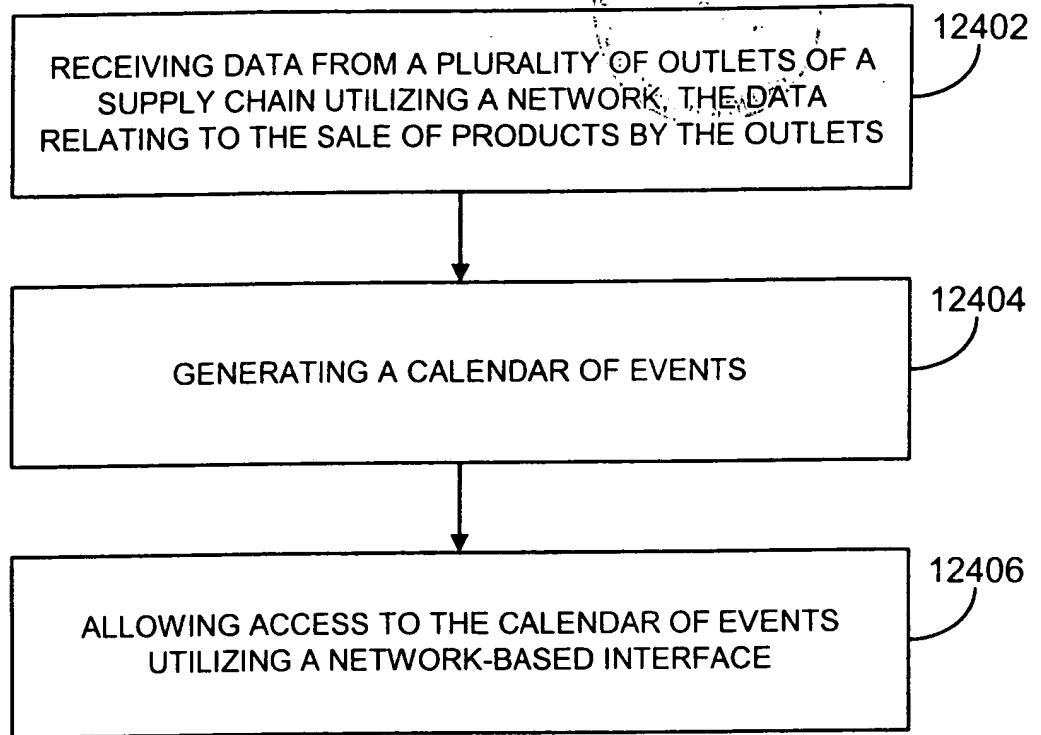 RECEIVING DATA FROM A PLURALITY OF OUTLETS OF A
SUPPLY CHAIN UTILIZING A NETWORK, THE DATA
RELATING TO THE SALE OF PRODUCTS BY THE OUTLETS
12402
GENERATING A CALENDAR OF EVENTS
12404
ALLOWING ACCESS TO THE CALENDAR OF EVENTS
UTILIZING A NETWORK-BASED INTERFACE
12406